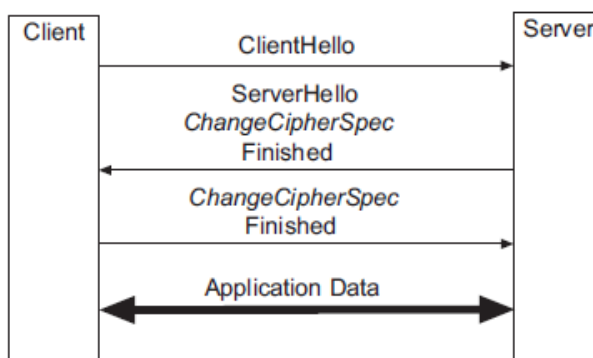 Client
Server
ClientHello
ServerHello
ChangeCipherSpec
Finished
ChangeCipherSpec
Finished
Application Data